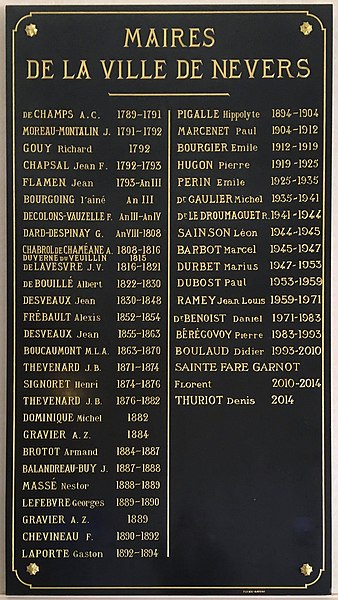 MAIRES
DE LA VILLE DE NEVERS
DE CHAMPS A.C. 1789-1791
MOREAU-MONTALIN J. 1791-1792
GOUY Richard 1792
CHAPSAL Jean F. 1792-1793
FLAMEN Jean 1793-An III
BOURGOING l'ainé An III
DECOLONS-VAUZELLE F. An III-An IV
DARD-DESPINAY G. An VIII-1808
CHABROL de CHAMÉANE A. 1808-1816
DUVERNE DU VEUILLIN 1815
DE LAVESVRE J.V. 1816-1821
DE BOUILLÉ Albert 1822-1830
DESVEAUX Jean 1830-1848
FRÉBAULT Alexis 1852-1854
DESVEAUX Jean 1855-1863
BOUCAUMONT M.L.A. 1863-1870
THEVENARD J.B. 1871-1874
SIGNORET Henri 1874-1876
THEVENARD J.B. 1876-1882
DOMINIQUE Michel 1882
GRAVIER A.Z. 1884
BROTOT Armand 1884-1887
BALANDREAU-BUY J. 1887-1888
MASSÉ Nestor 1888-1889
LEFEBVRE Georges 1889-1890
GRAVIER A.Z. 1889
CHEVINEAU F. 1890-1892
LAPORTE Gaston 1892-1894
PIGALLE Hippolyte 1894-1904
MARCENET Paul 1904-1912
BOURGIER Emile 1912-1919
HUGON Pierre 1919-1925
PERIN Emile 1925-1935
De GAULIER Michel 1935-1941
De LE DROUMAGUET R. 1941-1944
SAINSON Léon 1944-1945
BARBOT Marcel 1945-1947
DURBET Marius 1947-1953
DUBOST Paul 1953-1959
RAMEY Jean Louis 1959-1971
Dr BENOIST Daniel 1971-1983
BÉRÉGOVOY Pierre 1983-1993
BOULAUD Didier 1993-2010
SAINTE FARE GARNOT
Florent 2010-2014
THURIOT Denis 2014